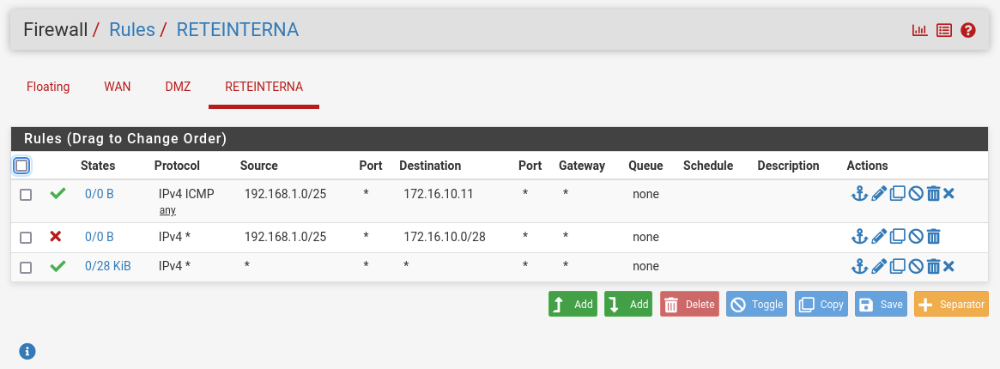 Firewall / Rules / RETEINTERNA
Floating WAN DMZ RETEINTERNA
Rules (Drag to Change Order)
States Protocol Source Port Destination Port Gateway Queue Schedule Description Actions
0/0 B IPv4 ICMP 192.168.1.0/25 * 172.16.10.11 * * none
any
0/0 B IPv4 * 192.168.1.0/25 * 172.16.10.0/28 * * none
0/28 KiB IPv4 * * * * * * none
Add Add Delete Toggle Copy Save Separator